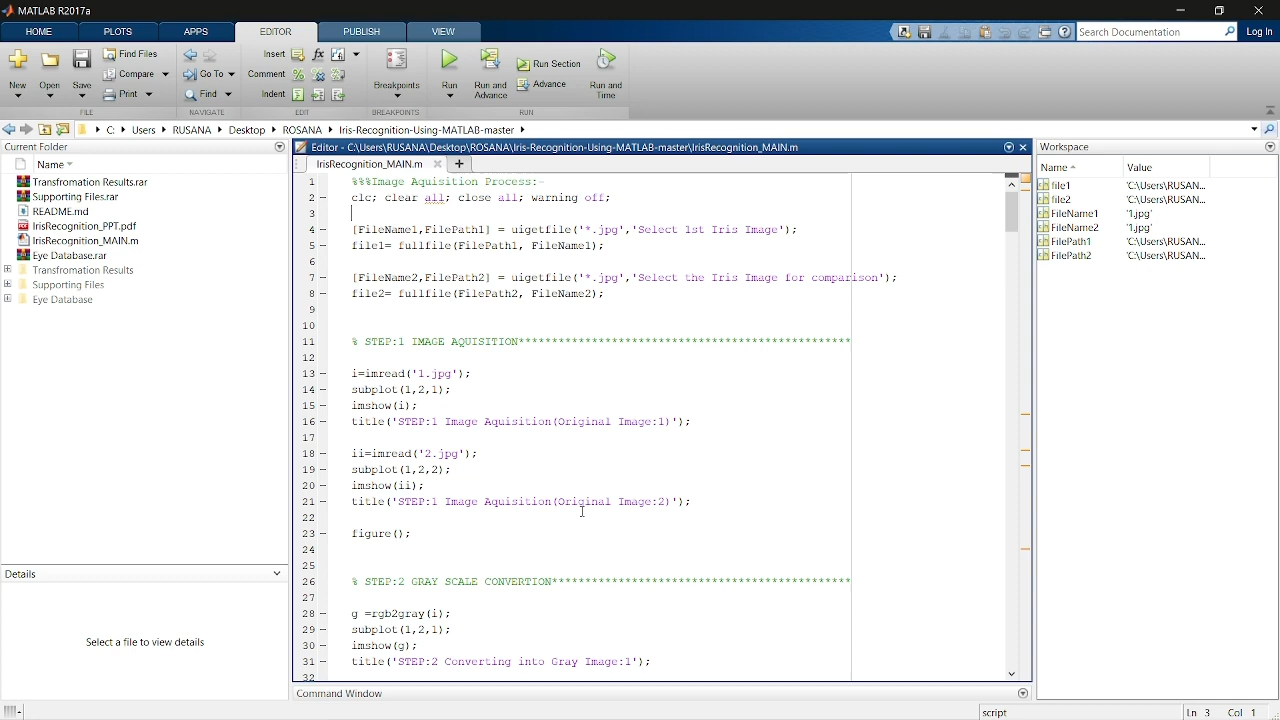 MATLAB R2017a
HOME PLOTS APPS EDITOR PUBLISH VIEW
Search Documentation Log In
New Open Save Find Files Compare Print
Go To Find
Insert fx
Comment %
Indent
Breakpoints
Run Run and Advance Run Section Advance Run and Time
FILE NAVIGATE EDIT BREAKPOINTS RUN
C: Users RUSANA Desktop ROSANA Iris-Recognition-Using-MATLAB-master
Current Folder
Name
Transfromation Results.rar
Supporting Files.rar
README.md
IrisRecognition_PPT.pdf
IrisRecognition_MAIN.m
Eye Database.rar
Transfromation Results
Supporting Files
Eye Database
Details
Select a file to view details
Editor - C:\Users\RUSANA\Desktop\ROSANA\Iris-Recognition-Using-MATLAB-master\IrisRecognition_MAIN.m
IrisRecognition_MAIN.m
1 %%%Image Aquisition Process:-
2 - clc; clear all; close all; warning off;
3 -
4 - [FileName1,FilePath1] = uigetfile('*.jpg','Select 1st Iris Image');
5 - file1= fullfile(FilePath1, FileName1);
6
7 - [FileName2,FilePath2] = uigetfile('*.jpg','Select the Iris Image for comparison');
8 - file2= fullfile(FilePath2, FileName2);
9
10
11 % STEP:1 IMAGE AQUISITION**************************************************
12
13 - i=imread('1.jpg');
14 - subplot(1,2,1);
15 - imshow(i);
16 - title('STEP:1 Image Aquisition(Original Image:1)');
17
18 - ii=imread('2.jpg');
19 - subplot(1,2,2);
20 - imshow(ii);
21 - title('STEP:1 Image Aquisition(Original Image:2)');
22
23 - figure();
24
25
26 % STEP:2 GRAY SCALE CONVERTION*********************************************
27
28 - g =rgb2gray(i);
29 - subplot(1,2,1);
30 - imshow(g);
31 - title('STEP:2 Converting into Gray Image:1');
32
Command Window
Workspace
Name Value
file1 'C:\Users\RUSAN...
file2 'C:\Users\RUSAN...
FileName1 '1.jpg'
FileName2 '1.jpg'
FilePath1 'C:\Users\RUSAN...
FilePath2 'C:\Users\RUSAN...
script Ln 3 Col 1